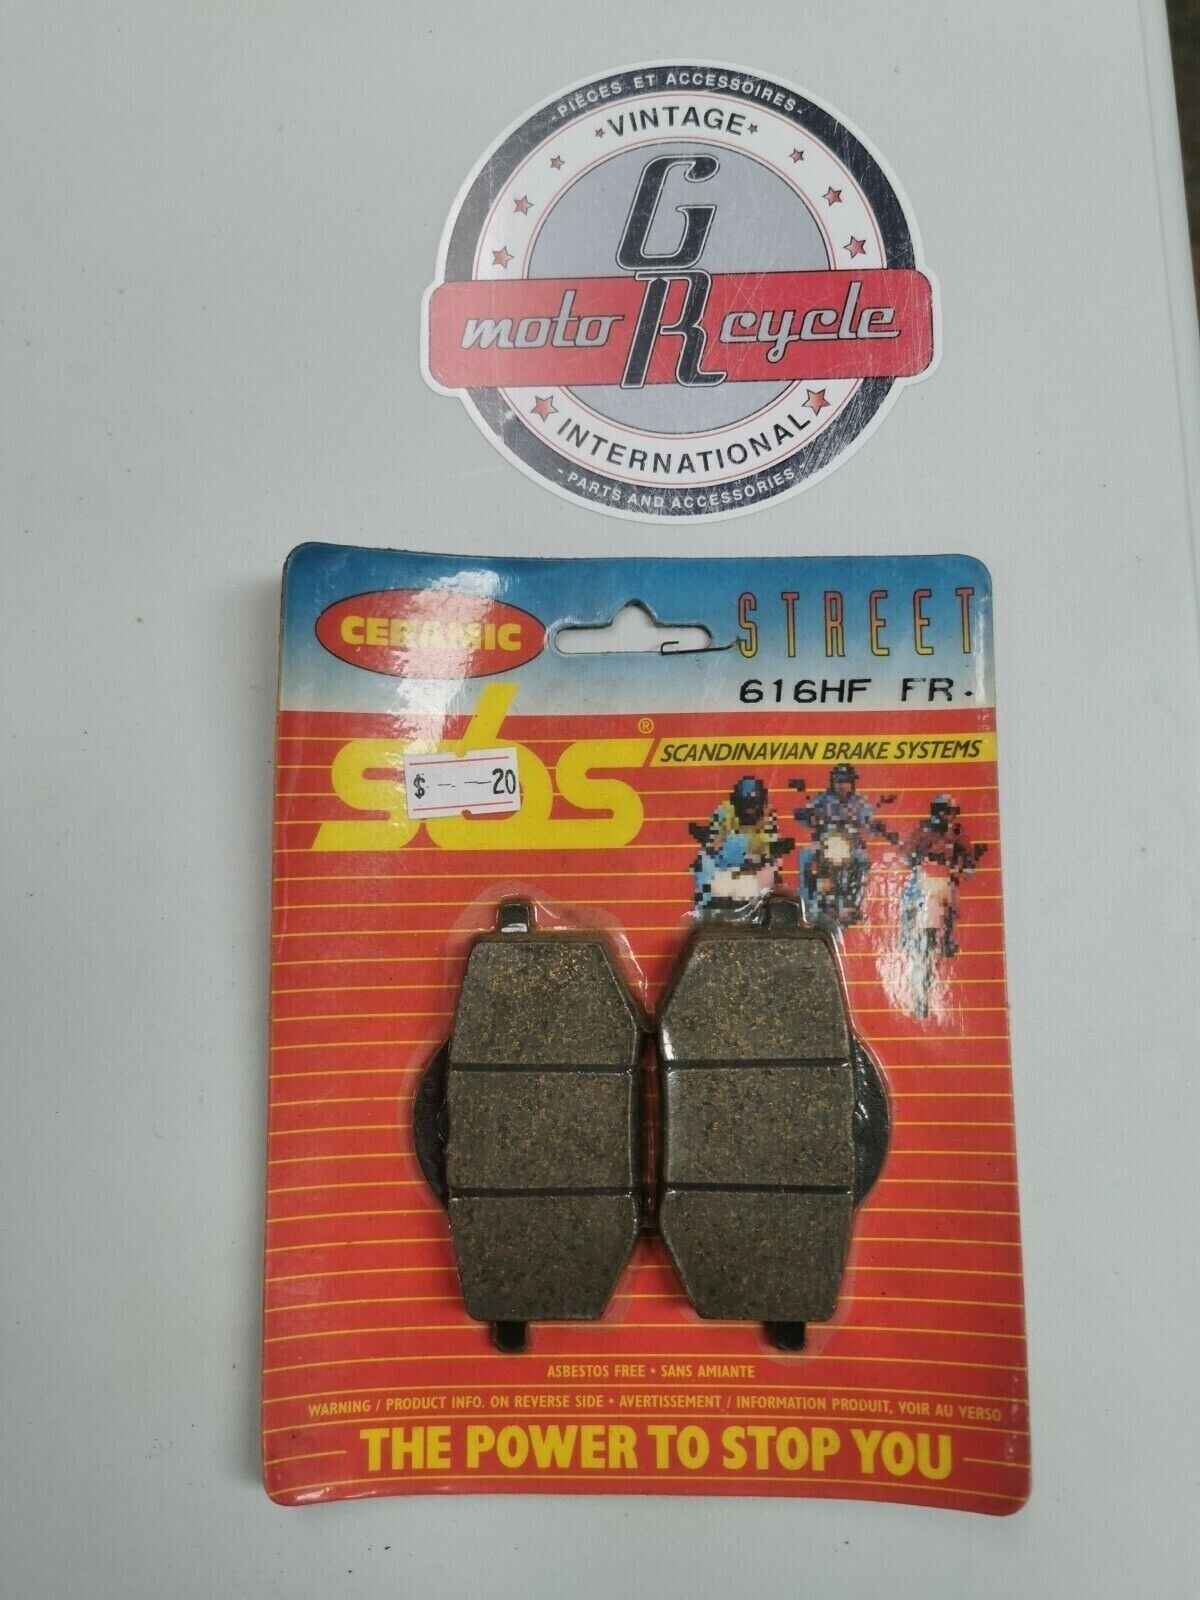 - PIÈCES ET ACCESSOIRES -
VINTAGE
G
moto R cycle
INTERNATIONAL
- PARTS AND ACCESSORIES -
CERAMIC
STREET
616HF FR.
sbs®
SCANDINAVIAN BRAKE SYSTEMS
$ -.-20
ASBESTOS FREE • SANS AMIANTE
WARNING / PRODUCT INFO. ON REVERSE SIDE • AVERTISSEMENT / INFORMATION PRODUIT, VOIR AU VERSO
THE POWER TO STOP YOU